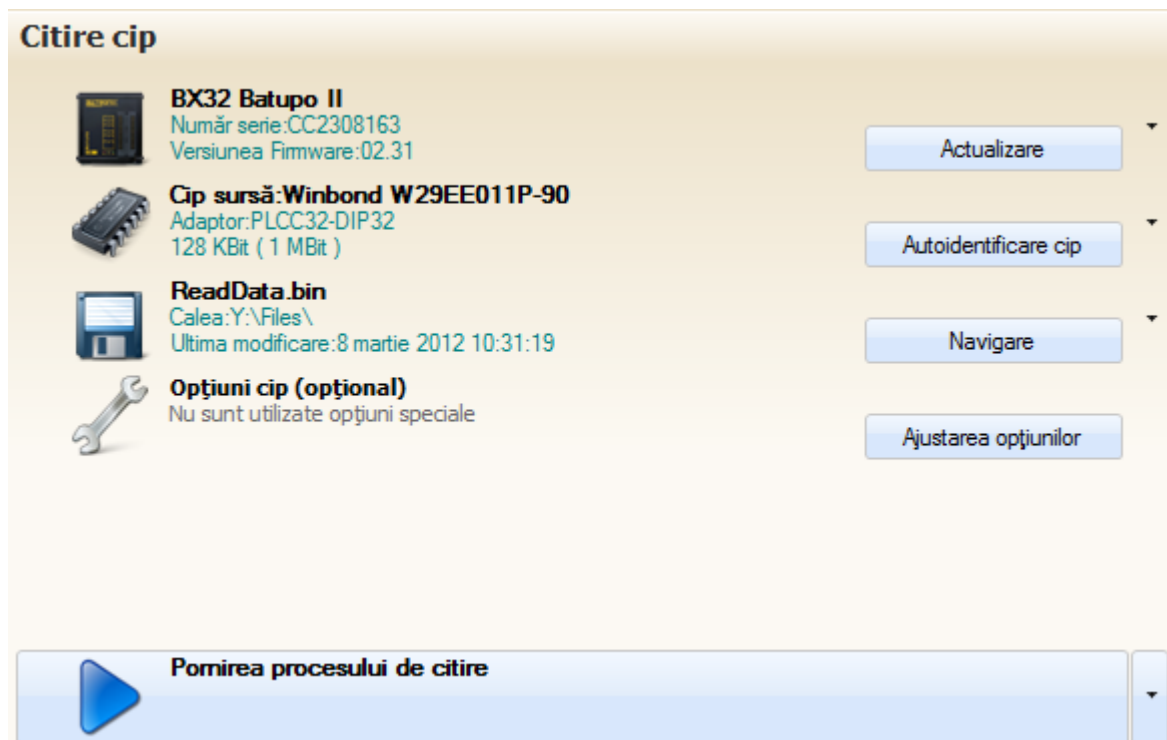 Citire cip
BX32 Batupo II
Număr serie:CC2308163
Versiunea Firmware:02.31
Actualizare
Cip sursă:Winbond W29EE011P-90
Adaptor:PLCC32-DIP32
128 KBit ( 1 MBit )
Autoidentificare cip
ReadData.bin
Calea:Y:\Files\
Ultima modificare:8 martie 2012 10:31:19
Navigare
Opţiuni cip (opţional)
Nu sunt utilizate opţiuni speciale
Ajustarea opţiunilor
Pornirea procesului de citire